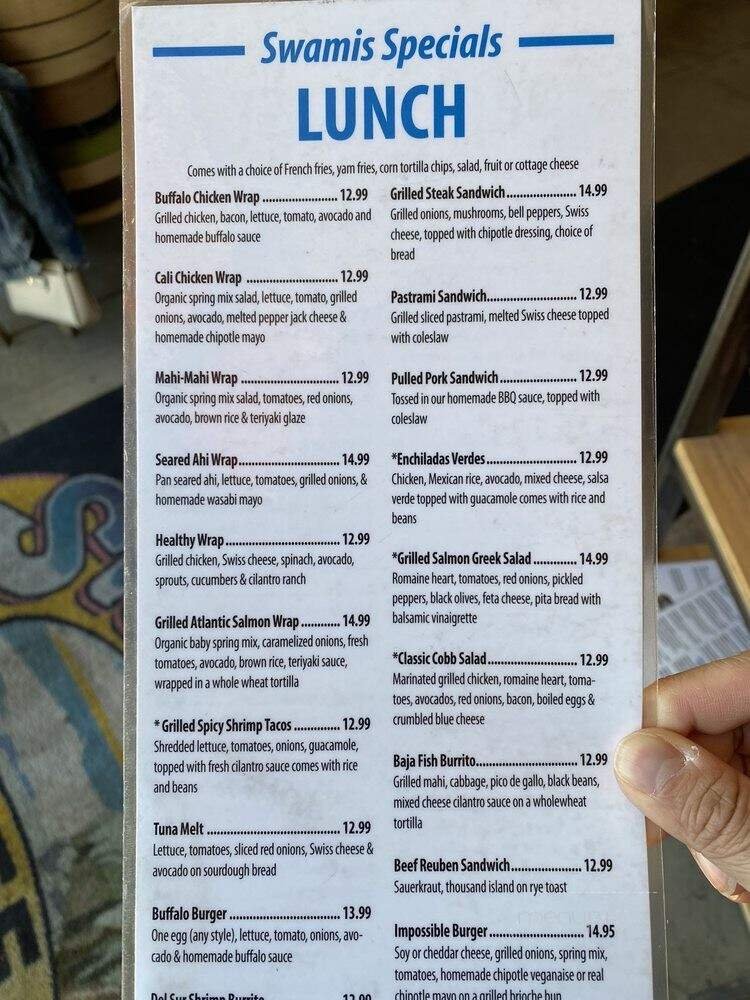 Swamis Specials
LUNCH
Comes with a choice of French fries, yam fries, corn tortilla chips, salad, fruit or cottage cheese
Buffalo Chicken Wrap ...................... 12.99
Grilled chicken, bacon, lettuce, tomato, avocado and
homemade buffalo sauce
Cali Chicken Wrap ........................... 12.99
Organic spring mix salad, lettuce, tomato, grilled
onions, avocado, melted pepper jack cheese &
homemade chipotle mayo
Mahi-Mahi Wrap ............................. 12.99
Organic spring mix salad, tomatoes, red onions,
avocado, brown rice & teriyaki glaze
Seared Ahi Wrap.............................. 14.99
Pan seared ahi, lettuce, tomatoes, grilled onions, &
homemade wasabi mayo
Healthy Wrap.................................. 12.99
Grilled chicken, Swiss cheese, spinach, avocado,
sprouts, cucumbers & cilantro ranch
Grilled Atlantic Salmon Wrap ............ 14.99
Organic baby spring mix, caramelized onions, fresh
tomatoes, avocado, brown rice, teriyaki sauce,
wrapped in a whole wheat tortilla
* Grilled Spicy Shrimp Tacos .............. 12.99
Shredded lettuce, tomatoes, onions, guacamole,
topped with fresh cilantro sauce comes with rice
and beans
Tuna Melt ....................................... 12.99
Lettuce, tomatoes, sliced red onions, Swiss cheese &
avocado on sourdough bread
Buffalo Burger ................................. 13.99
One egg (any style), lettuce, tomato, onions, avo-
cado & homemade buffalo sauce
Del Sur Shrimp Burrito
Grilled Steak Sandwich..................... 14.99
Grilled onions, mushrooms, bell peppers, Swiss
cheese, topped with chipotle dressing, choice of
bread
Pastrami Sandwich........................... 12.99
Grilled sliced pastrami, melted Swiss cheese topped
with coleslaw
Pulled Pork Sandwich....................... 12.99
Tossed in our homemade BBQ sauce, topped with
coleslaw
*Enchiladas Verdes........................... 12.99
Chicken, Mexican rice, avocado, mixed cheese, salsa
verde topped with guacamole comes with rice and
beans
*Grilled Salmon Greek Salad ............. 14.99
Romaine heart, tomatoes, red onions, pickled
peppers, black olives, feta cheese, pita bread with
balsamic vinaigrette
*Classic Cobb Salad........................... 12.99
Marinated grilled chicken, romaine heart, toma-
toes, avocados, red onions, bacon, boiled eggs &
crumbled blue cheese
Baja Fish Burrito.............................. 12.99
Grilled mahi, cabbage, pico de gallo, black beans,
mixed cheese cilantro sauce on a wholewheat
tortilla
Beef Reuben Sandwich..................... 12.99
Sauerkraut, thousand island on rye toast
Impossible Burger............................ 14.95
Soy or cheddar cheese, grilled onions, spring mix,
tomatoes, homemade chipotle veganaise or real
chipotle mayo on a grilled brioche bun